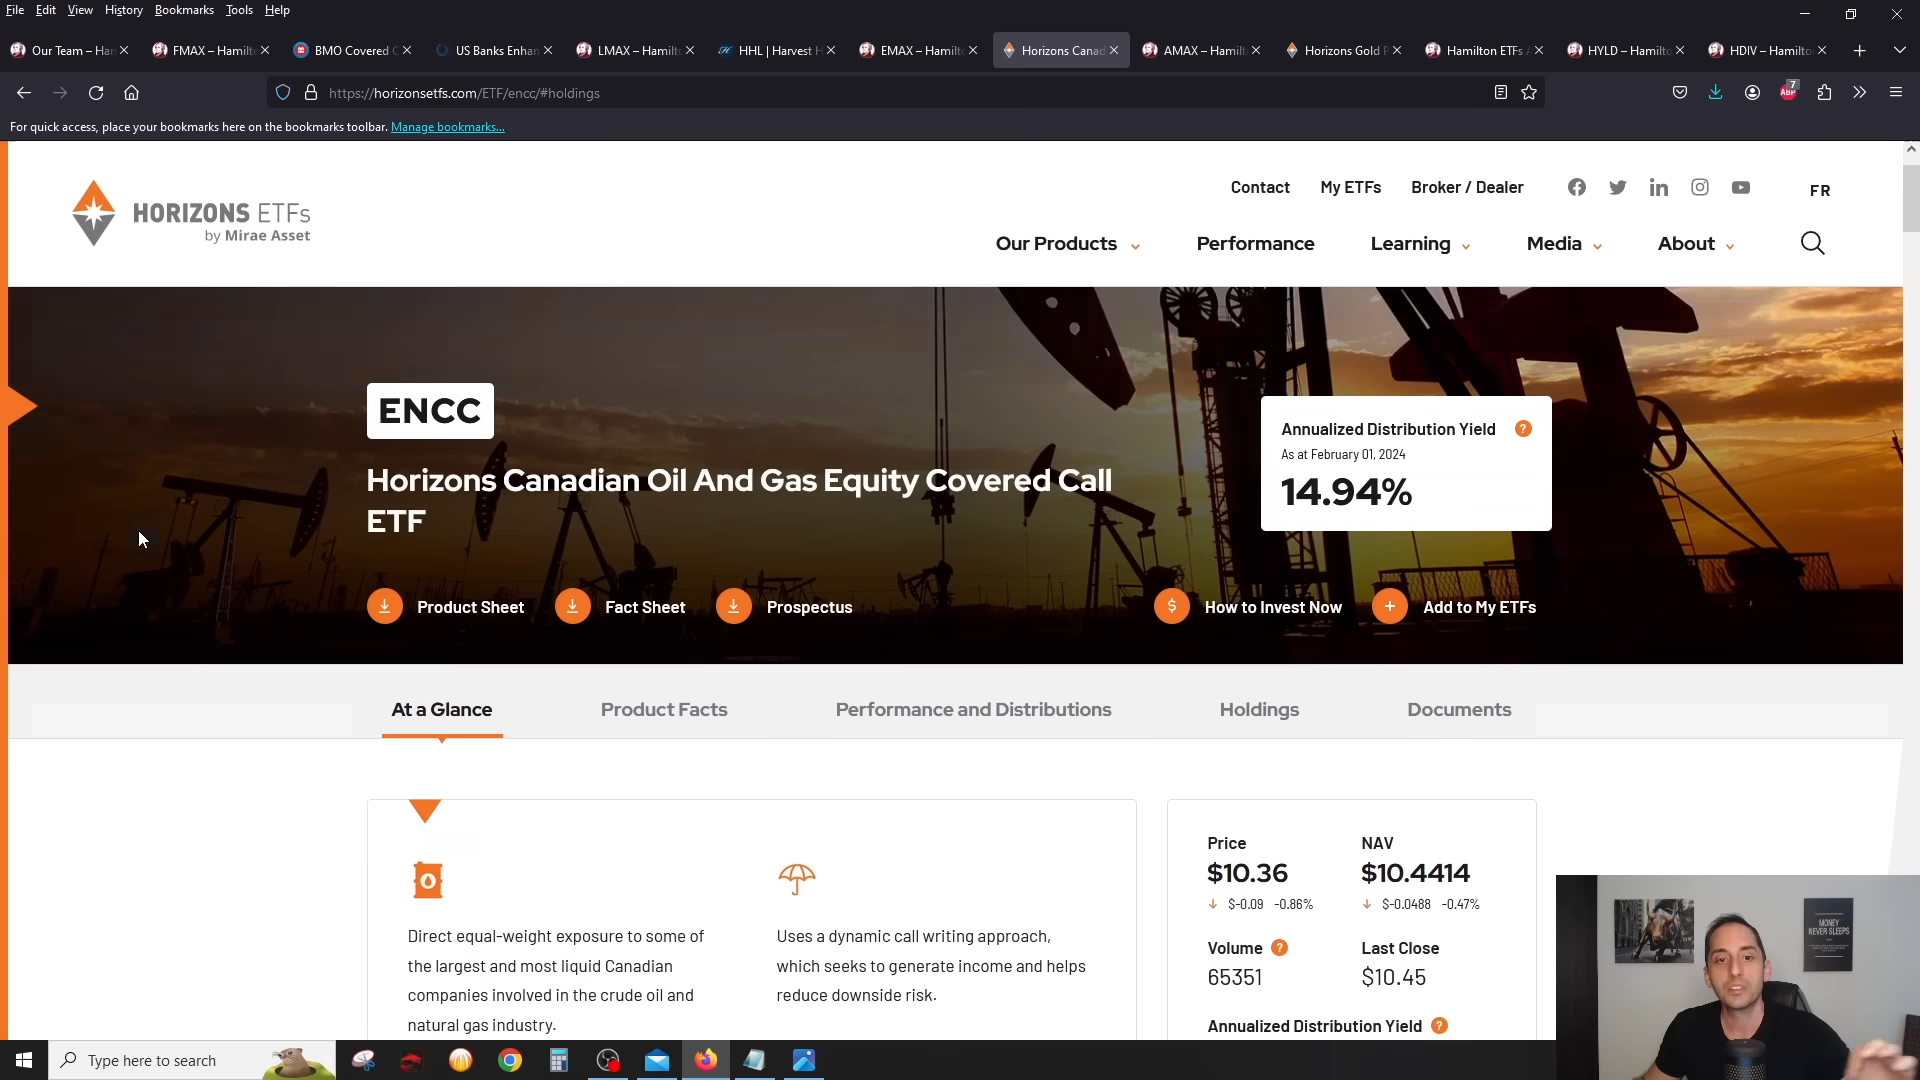 File Edit View History Bookmarks Tools Help
Our Team – Ha
FMAX – Hamilt
BMO Covered C
US Banks Enhan
LMAX – Hamilt
HHL | Harvest H
EMAX – Hamilt
Horizons Canad
AMAX – Hamilt
Horizons Gold P
Hamilton ETFs
HYLD – Hamilt
HDIV – Hamilto
https://horizonsetfs.com/ETF/encc/#holdings
ABP
7
For quick access, place your bookmarks here on the bookmarks toolbar. Manage bookmarks...
HORIZONS ETFs
by Mirae Asset
Contact My ETFs Broker / Dealer FR
Our Products Performance Learning Media About
ENCC
Horizons Canadian Oil And Gas Equity Covered Call
ETF
Annualized Distribution Yield ?
As at February 01, 2024
14.94%
Product Sheet Fact Sheet Prospectus
$ How to Invest Now + Add to My ETFs
At a Glance Product Facts Performance and Distributions Holdings Documents
Direct equal-weight exposure to some of
the largest and most liquid Canadian
companies involved in the crude oil and
natural gas industry.
Uses a dynamic call writing approach,
which seeks to generate income and helps
reduce downside risk.
Price NAV
$10.36 $10.4414
$-0.09 -0.86% $-0.0488 -0.47%
Volume ? Last Close
65351 $10.45
Annualized Distribution Yield ?
MONEY
NEVER SLEEPS
Type here to search